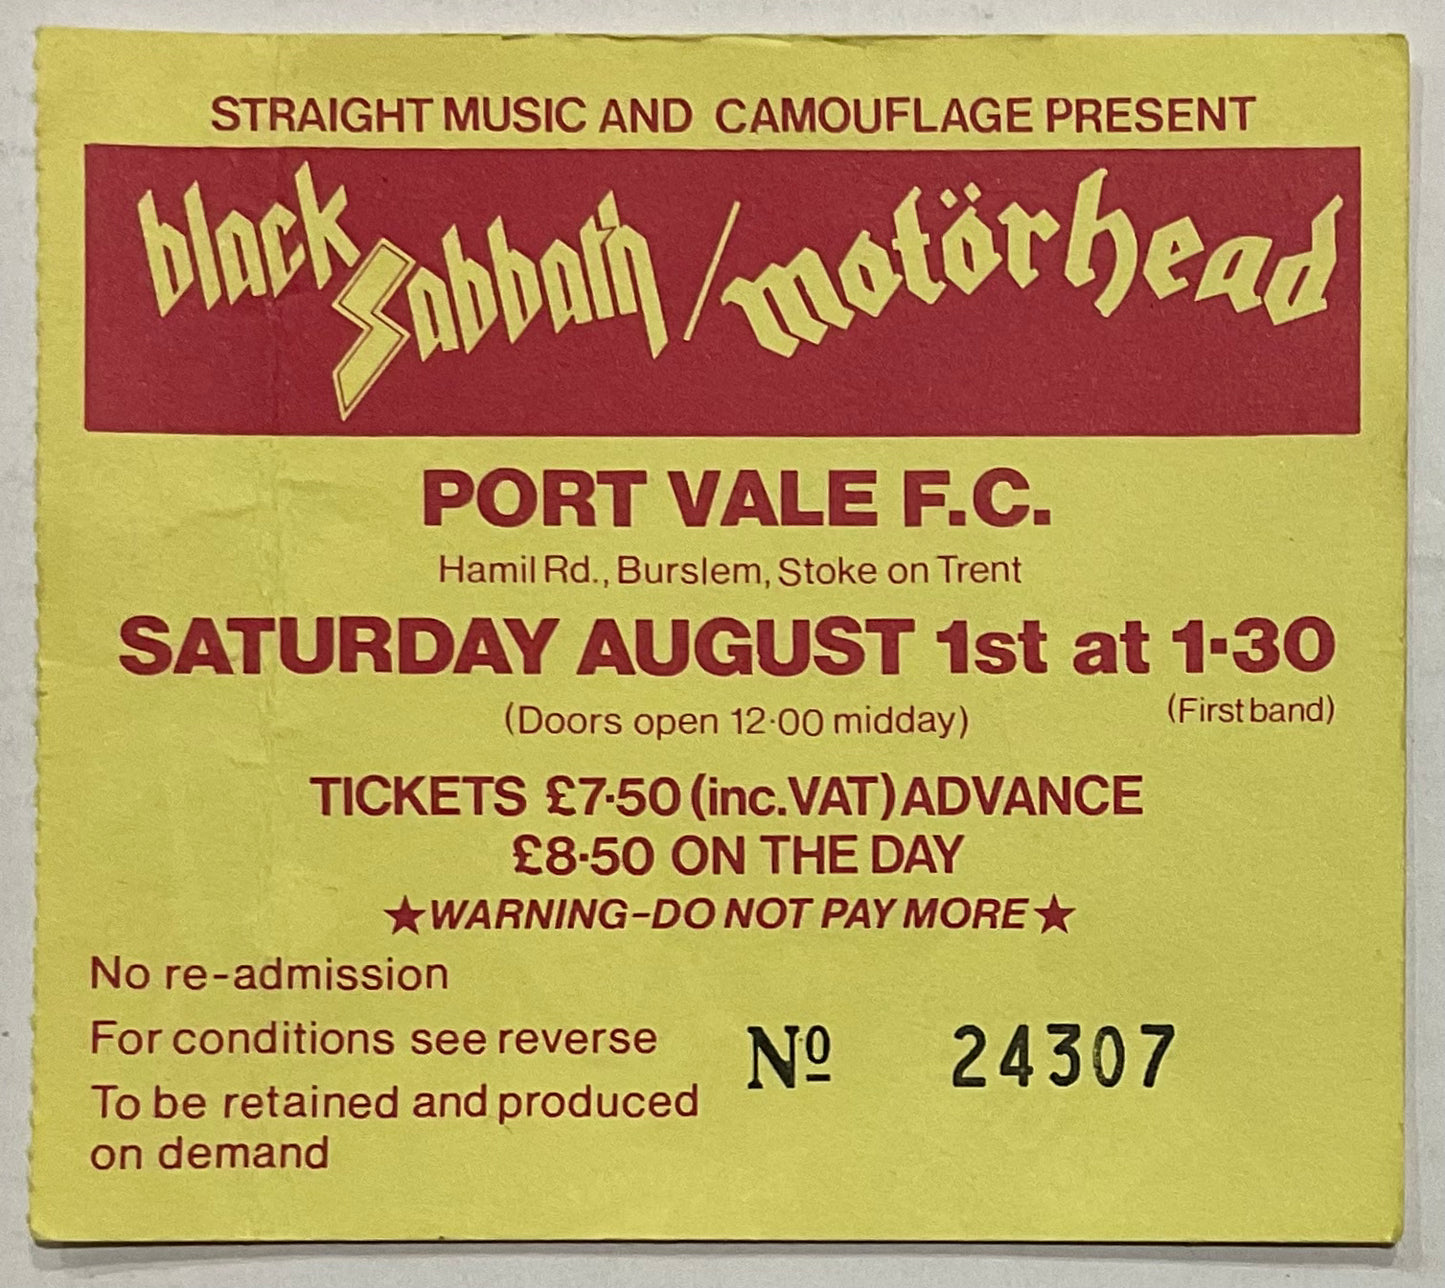 STRAIGHT MUSIC AND CAMOUFLAGE PRESENT
black Sabbath / motörhead
PORT VALE F.C.
Hamil Rd., Burslem, Stoke on Trent
SATURDAY AUGUST 1st at 1·30
(Doors open 12·00 midday) (First band)
TICKETS £7·50 (inc. VAT) ADVANCE
£8·50 ON THE DAY
★WARNING–DO NOT PAY MORE★
No re-admission
For conditions see reverse
Nº 24307
To be retained and produced
on demand